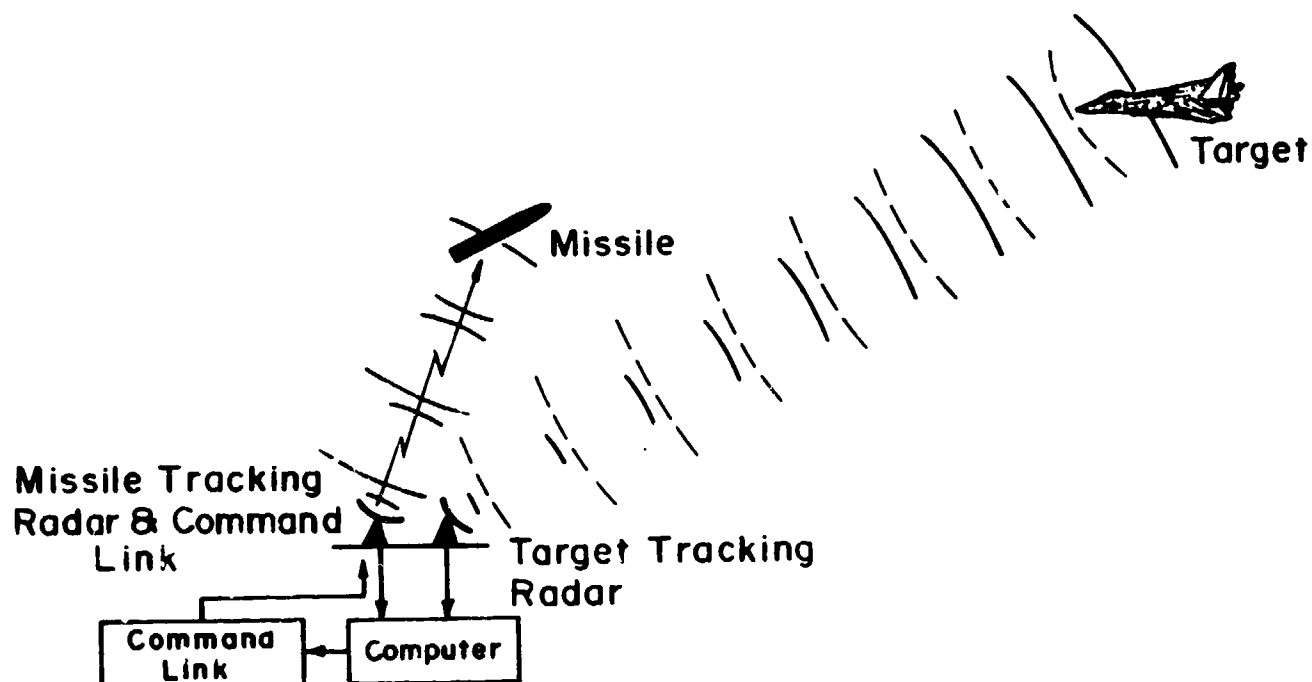 Target
Missile
Missile Tracking
Radar & Command
Link
Target Tracking
Radar
Command
Link
Computer